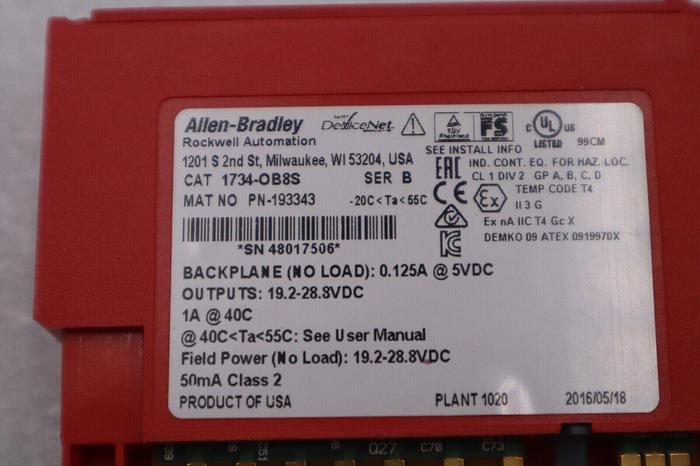 Allen-Bradley
Rockwell Automation
DeviceNet
TÜV
FS
C UL US
LISTED 99CM
SEE INSTALL INFO
1201 S 2nd St, Milwaukee, WI 53204, USA
IND. CONT. EQ. FOR HAZ. LOC.
CAT 1734-OB8S SER B
EAC
CL 1 DIV 2 GP A, B, C, D
MAT NO PN-193343 -20C<Ta<55C
CE
Ex
TEMP CODE T4
II 3 G
Ex nA IIC T4 Gc X
DEMKO 09 ATEX 0919970X
*SN 48017506*
BACKPLANE (NO LOAD): 0.125A @ 5VDC
OUTPUTS: 19.2-28.8VDC
1A @ 40C
@ 40C<Ta<55C: See User Manual
Field Power (No Load): 19.2-28.8VDC
50mA Class 2
PRODUCT OF USA PLANT 1020 2016/05/18
C51 Q27 C70 C73